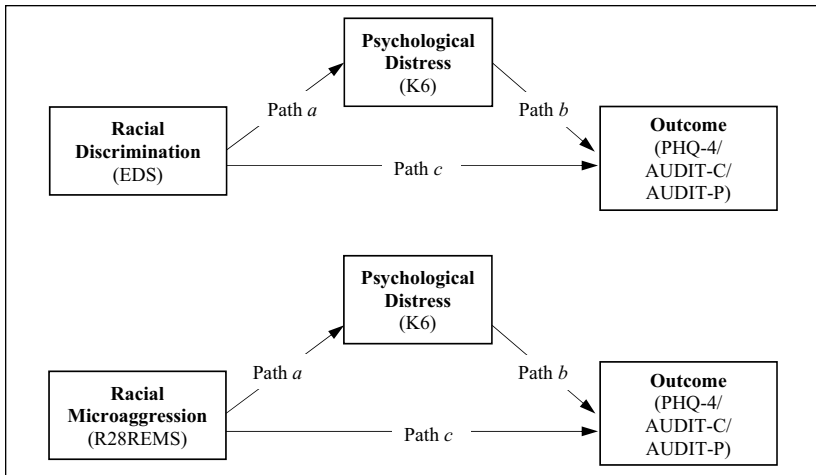 Psychological
Distress
(K6)
Path a
Path b
Racial
Discrimination
(EDS)
Outcome
(PHQ-4/
AUDIT-C/
AUDIT-P)
Path c
Psychological
Distress
(K6)
Path a
Path b
Racial
Microaggression
(R28REMS)
Outcome
(PHQ-4/
AUDIT-C/
AUDIT-P)
Path c